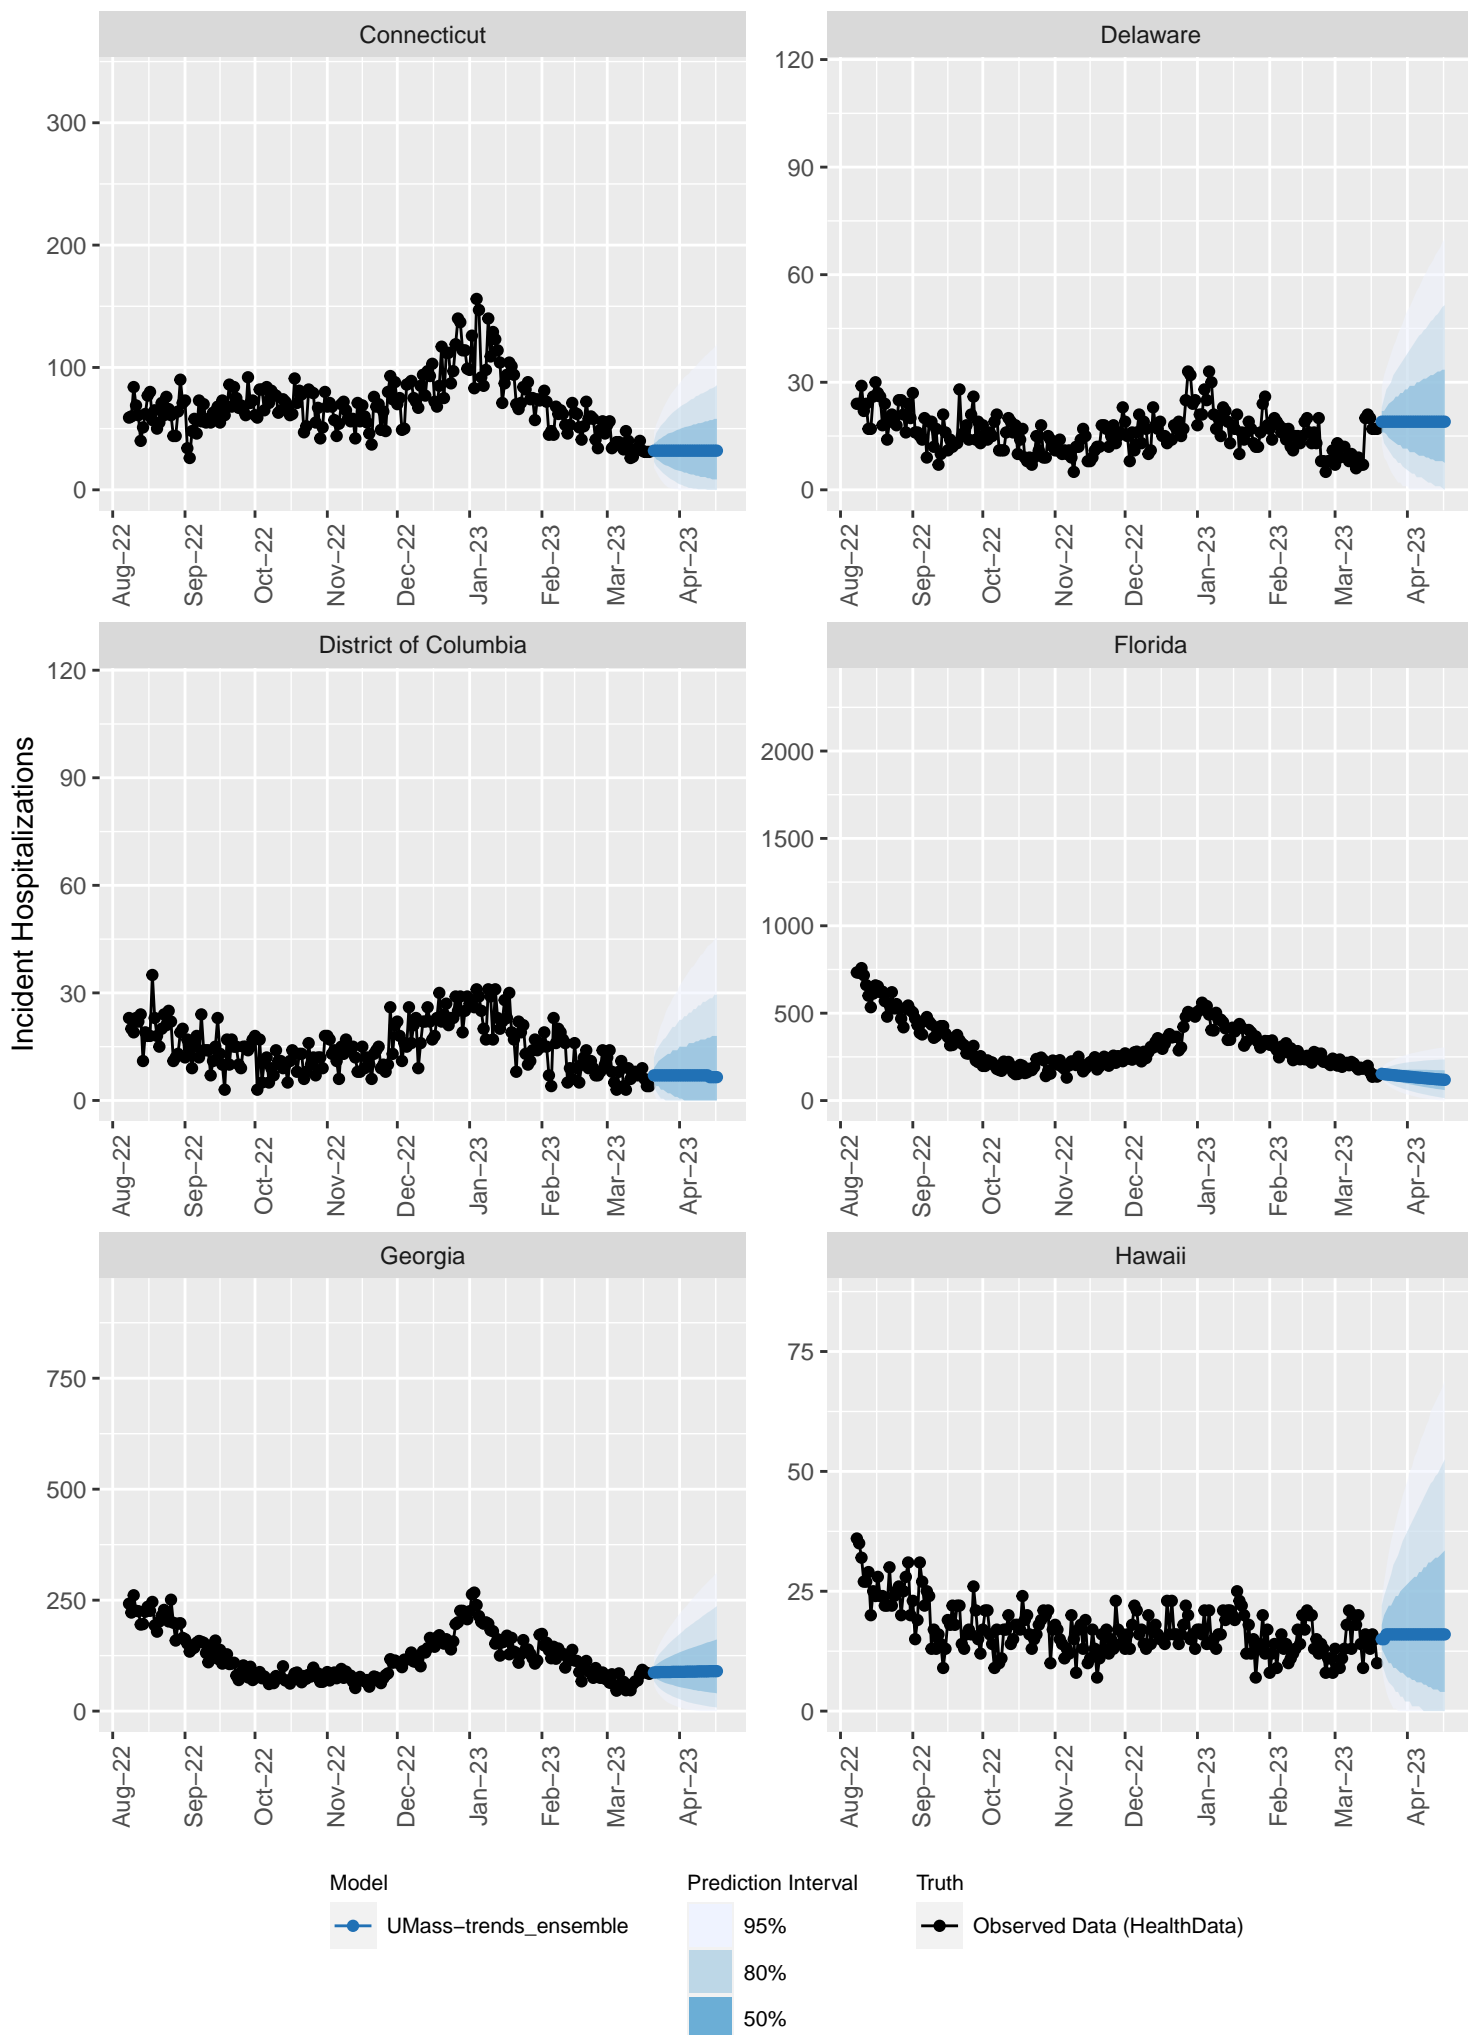 Connecticut
Delaware
300
200
100
0
120
90
60
30
0
Aug−22
Sep−22
Oct−22
Nov−22
Dec−22
Jan−23
Feb−23
Mar−23
Apr−23
Aug−22
Sep−22
Oct−22
Nov−22
Dec−22
Jan−23
Feb−23
Mar−23
Apr−23
District of Columbia
Florida
Incident Hospitalizations
120
90
60
30
0
2000
1500
1000
500
0
Aug−22
Sep−22
Oct−22
Nov−22
Dec−22
Jan−23
Feb−23
Mar−23
Apr−23
Aug−22
Sep−22
Oct−22
Nov−22
Dec−22
Jan−23
Feb−23
Mar−23
Apr−23
Georgia
Hawaii
750
500
250
0
75
50
25
0
Aug−22
Sep−22
Oct−22
Nov−22
Dec−22
Jan−23
Feb−23
Mar−23
Apr−23
Aug−22
Sep−22
Oct−22
Nov−22
Dec−22
Jan−23
Feb−23
Mar−23
Apr−23
Model
UMass−trends_ensemble
Prediction Interval
95%
80%
50%
Truth
Observed Data (HealthData)